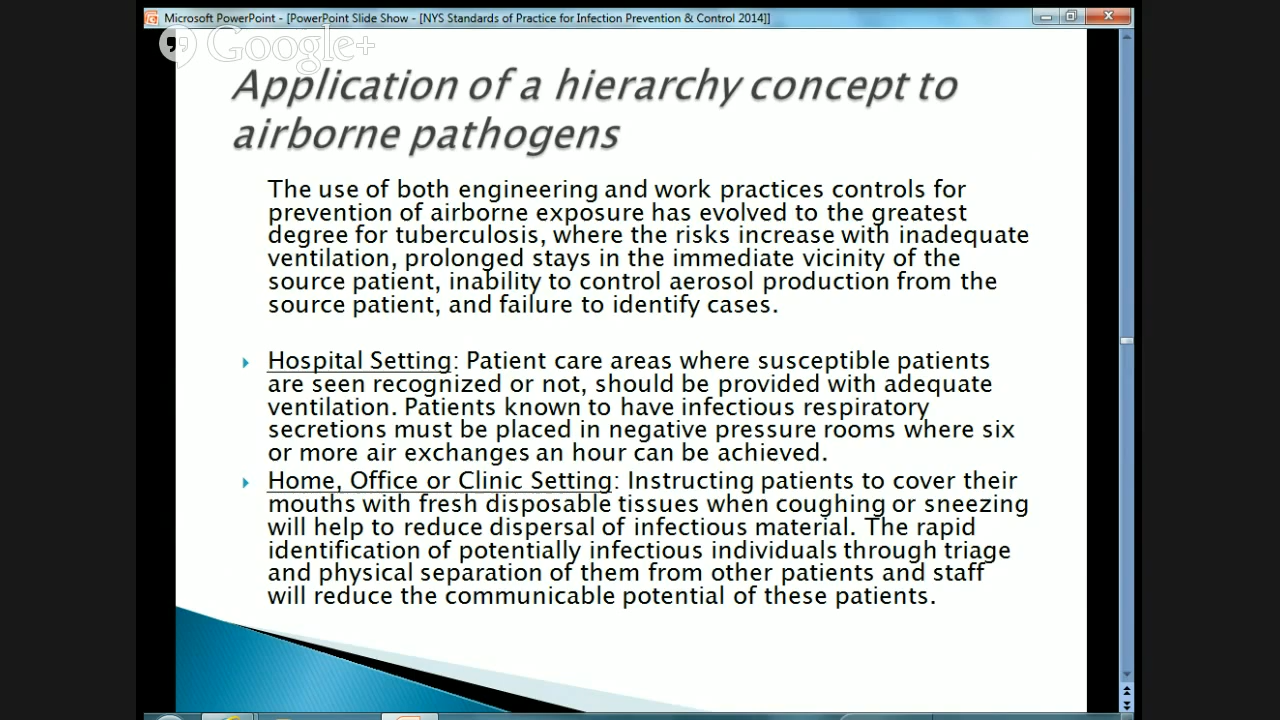 Microsoft PowerPoint - [PowerPoint Slide Show - [NYS Standards of Practice for Infection Prevention & Control 2014]]
Google+
Application of a hierarchy concept to
airborne pathogens
The use of both engineering and work practices controls for
prevention of airborne exposure has evolved to the greatest
degree for tuberculosis, where the risks increase with inadequate
ventilation, prolonged stays in the immediate vicinity of the
source patient, inability to control aerosol production from the
source patient, and failure to identify cases.
Hospital Setting: Patient care areas where susceptible patients
are seen recognized or not, should be provided with adequate
ventilation. Patients known to have infectious respiratory
secretions must be placed in negative pressure rooms where six
or more air exchanges an hour can be achieved.
Home, Office or Clinic Setting: Instructing patients to cover their
mouths with fresh disposable tissues when coughing or sneezing
will help to reduce dispersal of infectious material. The rapid
identification of potentially infectious individuals through triage
and physical separation of them from other patients and staff
will reduce the communicable potential of these patients.